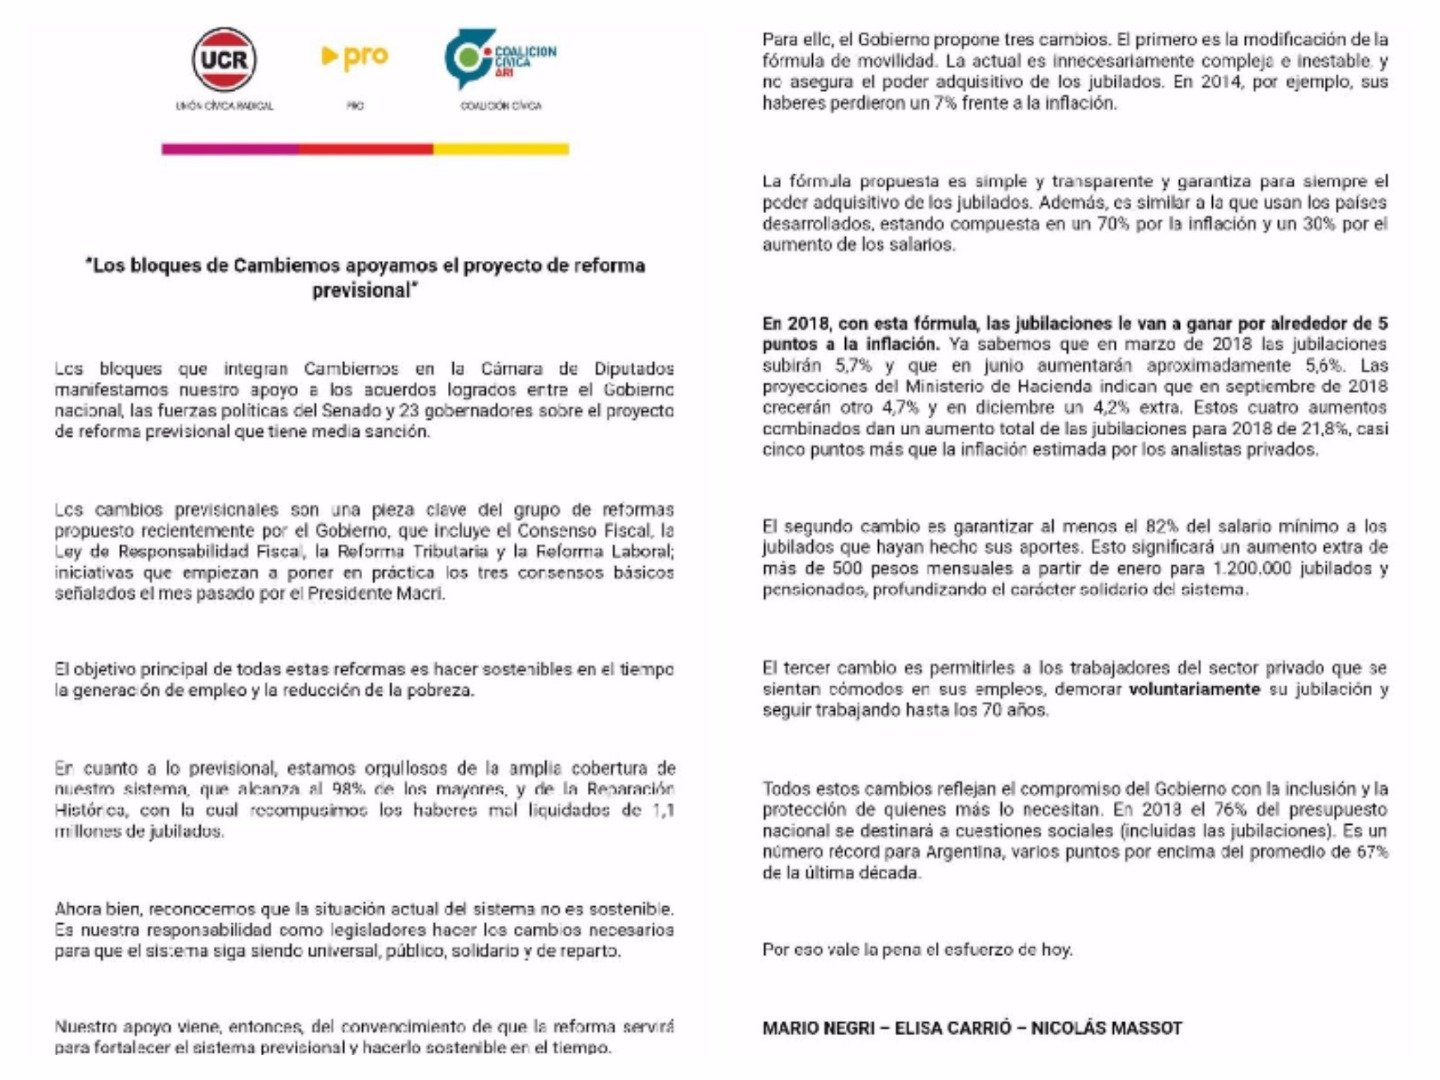 UCR
pro
COALICION
CÍVICA
ARI
UNIÓN CÍVICA RADICAL
PRO
COALICIÓN CÍVICA
"Los bloques de Cambiemos apoyamos el proyecto de reforma
previsional"
Los bloques que integran Cambiemos en la Cámara de Diputados
manifestamos nuestro apoyo a los acuerdos logrados entre el Gobierno
nacional, las fuerzas políticas del Senado y 23 gobernadores sobre el proyecto
de reforma previsional que tiene media sanción.
Los cambios previsionales son una pieza clave del grupo de reformas
propuesto recientemente por el Gobierno, que incluye el Consenso Fiscal, la
Ley de Responsabilidad Fiscal, la Reforma Tributaria y la Reforma Laboral;
iniciativas que empiezan a poner en práctica los tres consensos básicos
señalados el mes pasado por el Presidente Macri.
El objetivo principal de todas estas reformas es hacer sostenibles en el tiempo
la generación de empleo y la reducción de la pobreza.
En cuanto a lo previsional, estamos orgullosos de la amplia cobertura de
nuestro sistema, que alcanza al 98% de los mayores, y de la Reparación
Histórica, con la cual recompusimos los haberes mal liquidados de 1,1
millones de jubilados.
Ahora bien, reconocemos que la situación actual del sistema no es sostenible.
Es nuestra responsabilidad como legisladores hacer los cambios necesarios
para que el sistema siga siendo universal, público, solidario y de reparto.
Nuestro apoyo viene, entonces, del convencimiento de que la reforma servirá
para fortalecer el sistema previsional y hacerlo sostenible en el tiempo.
Para ello, el Gobierno propone tres cambios. El primero es la modificación de la
fórmula de movilidad. La actual es innecesariamente compleja e inestable, y
no asegura el poder adquisitivo de los jubilados. En 2014, por ejemplo, sus
haberes perdieron un 7% frente a la inflación.
La fórmula propuesta es simple y transparente y garantiza para siempre el
poder adquisitivo de los jubilados. Además, es similar a la que usan los países
desarrollados, estando compuesta en un 70% por la inflación y un 30% por el
aumento de los salarios.
En 2018, con esta fórmula, las jubilaciones le van a ganar por alrededor de 5
puntos a la inflación. Ya sabemos que en marzo de 2018 las jubilaciones
subirán 5,7% y que en junio aumentarán aproximadamente 5,6%. Las
proyecciones del Ministerio de Hacienda indican que en septiembre de 2018
crecerán otro 4,7% y en diciembre un 4,2% extra. Estos cuatro aumentos
combinados dan un aumento total de las jubilaciones para 2018 de 21,8%, casi
cinco puntos más que la inflación estimada por los analistas privados.
El segundo cambio es garantizar al menos el 82% del salario mínimo a los
jubilados que hayan hecho sus aportes. Esto significará un aumento extra de
más de 500 pesos mensuales a partir de enero para 1.200.000 jubilados y
pensionados, profundizando el carácter solidario del sistema.
El tercer cambio es permitirles a los trabajadores del sector privado que se
sientan cómodos en sus empleos, demorar voluntariamente su jubilación y
seguir trabajando hasta los 70 años.
Todos estos cambios reflejan el compromiso del Gobierno con la inclusión y la
protección de quienes más lo necesitan. En 2018 el 76% del presupuesto
nacional se destinará a cuestiones sociales (incluidas las jubilaciones). Es un
número récord para Argentina, varios puntos por encima del promedio de 67%
de la última década.
Por eso vale la pena el esfuerzo de hoy.
MARIO NEGRI – ELISA CARRIÓ – NICOLÁS MASSOT